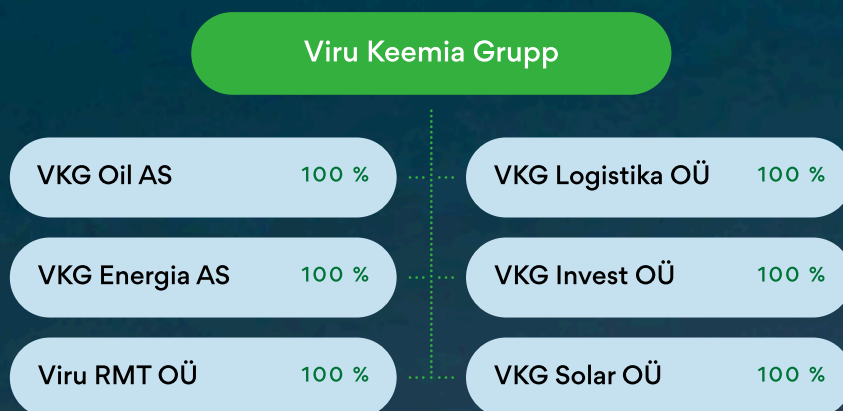 Viru Keemia Grupp
VKG Oil AS 100 %
VKG Logistika OÜ 100 %
VKG Energia AS 100 %
VKG Invest OÜ 100 %
Viru RMT OÜ 100 %
VKG Solar OÜ 100 %